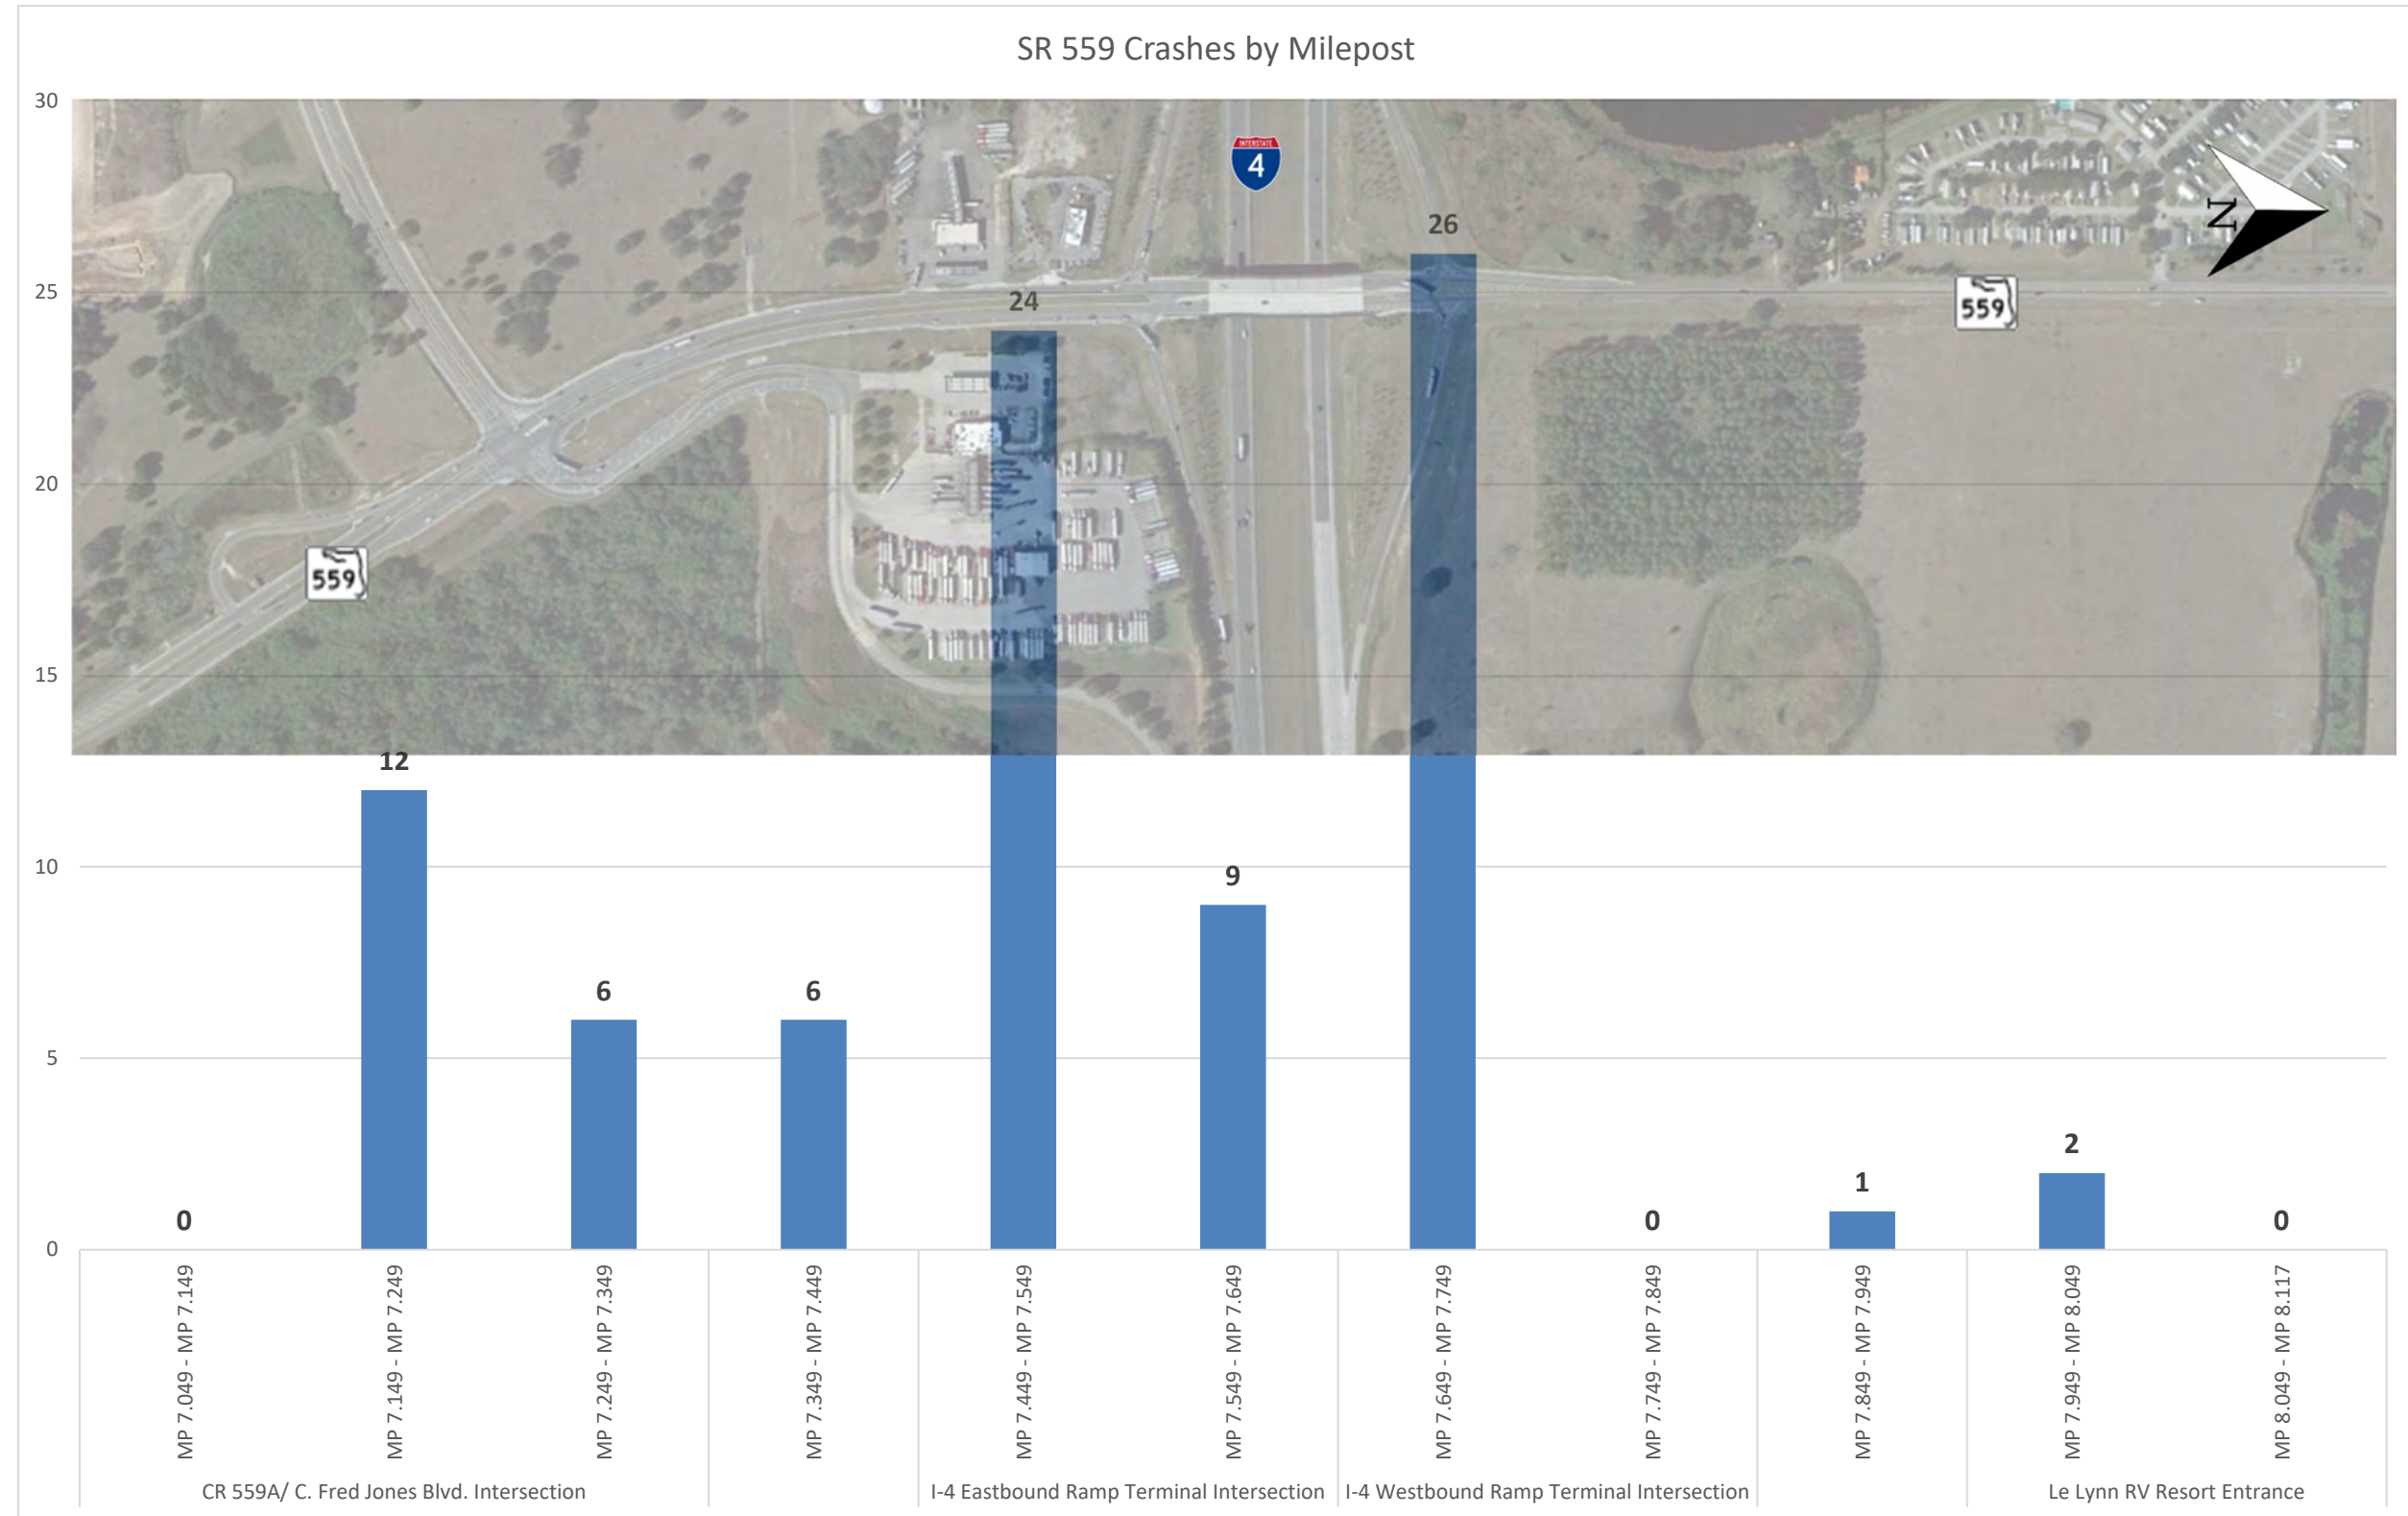 SR 559 Crashes by Milepost
30
25
20
15
10
5
0
INTERSTATE
4
N
559
559
0
12
6
6
24
9
26
0
1
2
0
MP 7.049 - MP 7.149
MP 7.149 - MP 7.249
MP 7.249 - MP 7.349
MP 7.349 - MP 7.449
MP 7.449 - MP 7.549
MP 7.549 - MP 7.649
MP 7.649 - MP 7.749
MP 7.749 - MP 7.849
MP 7.849 - MP 7.949
MP 7.949 - MP 8.049
MP 8.049 - MP 8.117
CR 559A/ C. Fred Jones Blvd. Intersection
I-4 Eastbound Ramp Terminal Intersection
I-4 Westbound Ramp Terminal Intersection
Le Lynn RV Resort Entrance